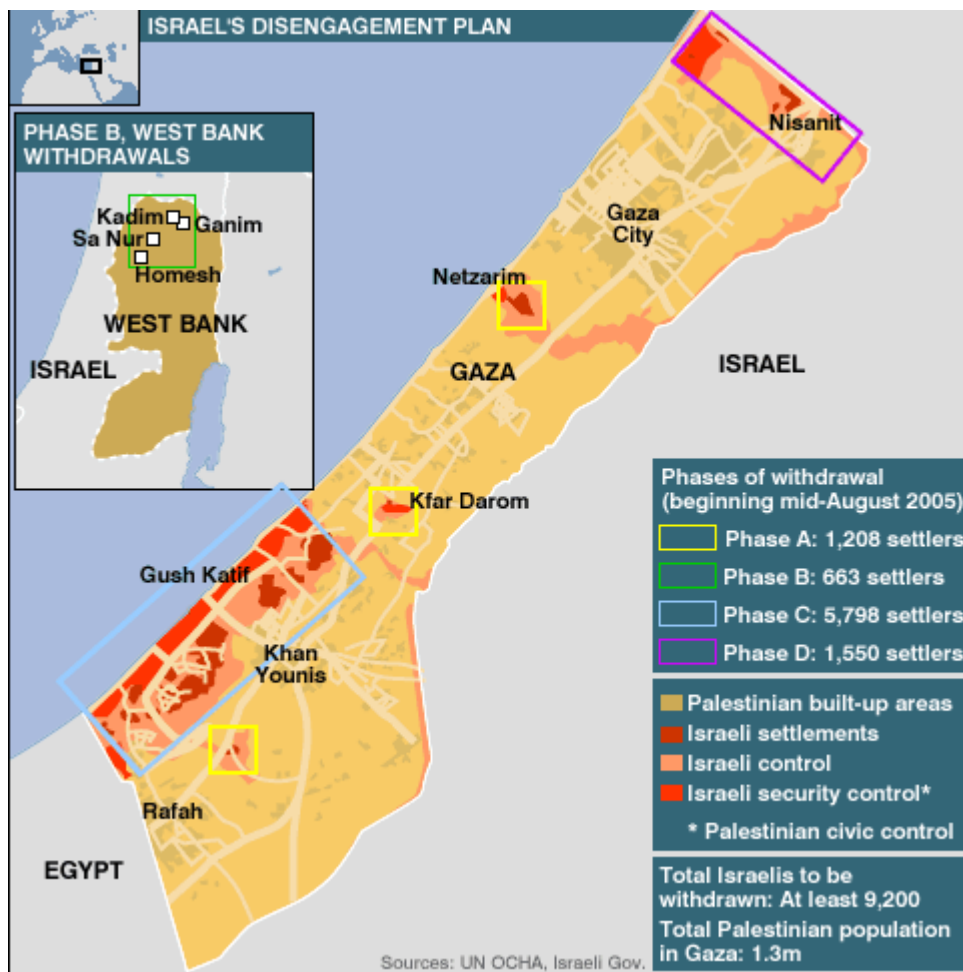 ISRAEL'S DISENGAGEMENT PLAN
PHASE B, WEST BANK
WITHDRAWALS
Kadim
Ganim
Sa Nur
Homesh
WEST BANK
ISRAEL
Nisanit
Gaza
City
Netzarim
GAZA
ISRAEL
Kfar Darom
Gush Katif
Khan
Younis
Rafah
EGYPT
Phases of withdrawal
(beginning mid-August 2005)
Phase A: 1,208 settlers
Phase B: 663 settlers
Phase C: 5,798 settlers
Phase D: 1,550 settlers
Palestinian built-up areas
Israeli settlements
Israeli control
Israeli security control*
* Palestinian civic control
Total Israelis to be
withdrawn: At least 9,200
Total Palestinian population
in Gaza: 1.3m
Sources: UN OCHA, Israeli Gov.